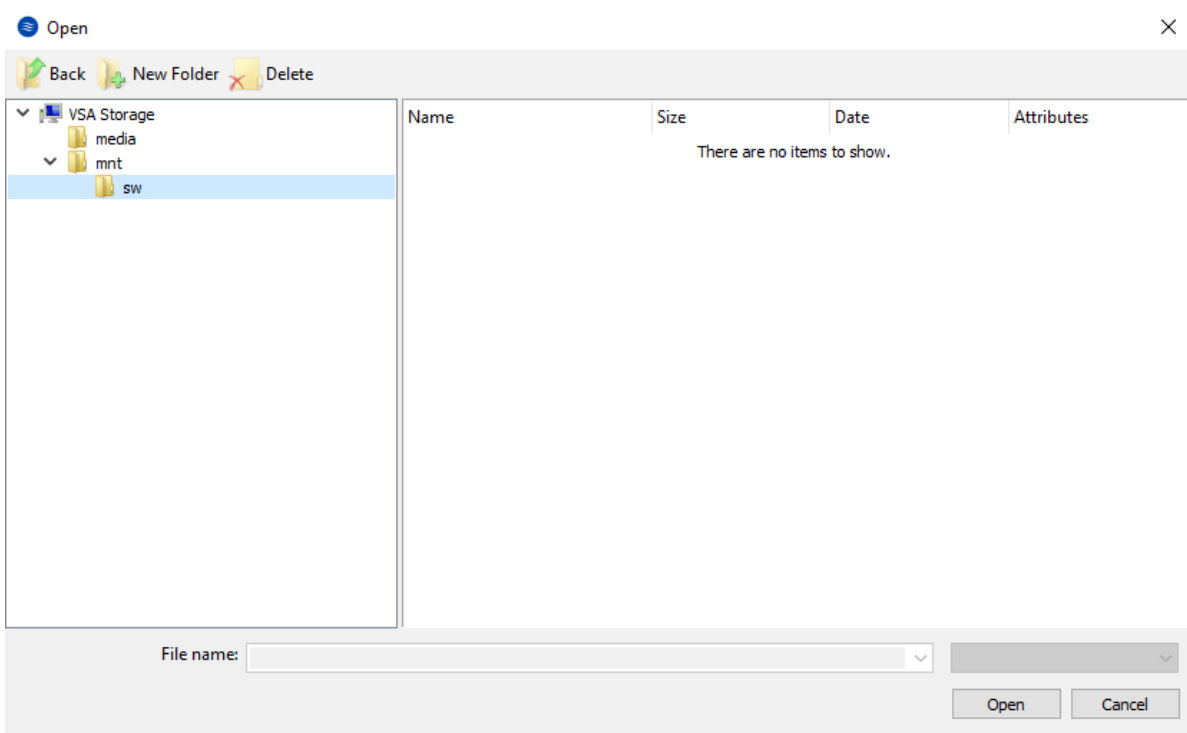 Open
Back New Folder Delete
VSA Storage
media
mnt
sw
Name Size Date Attributes
There are no items to show.
File name:
Open Cancel